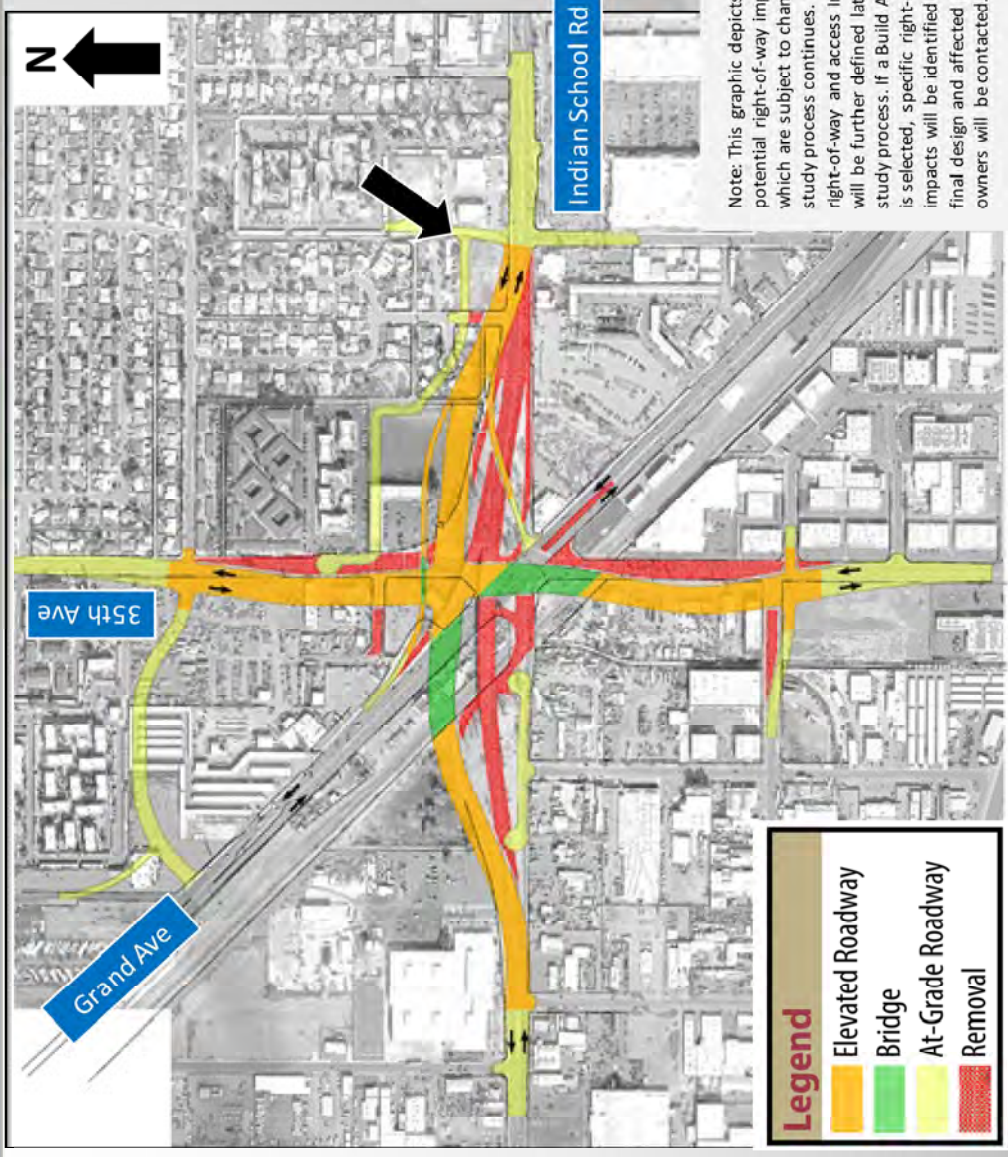 N
Indian School Rd
35th Ave
Grand Ave
Note: This graphic depicts
potential right-of-way imp
which are subject to chan
study process continues.
right-of-way and access In
will be further defined lat
study process. If a Build A
is selected, specific right-
impacts will be identified
final design and affected
owners will be contacted.
Legend
Elevated Roadway
Bridge
At-Grade Roadway
Removal